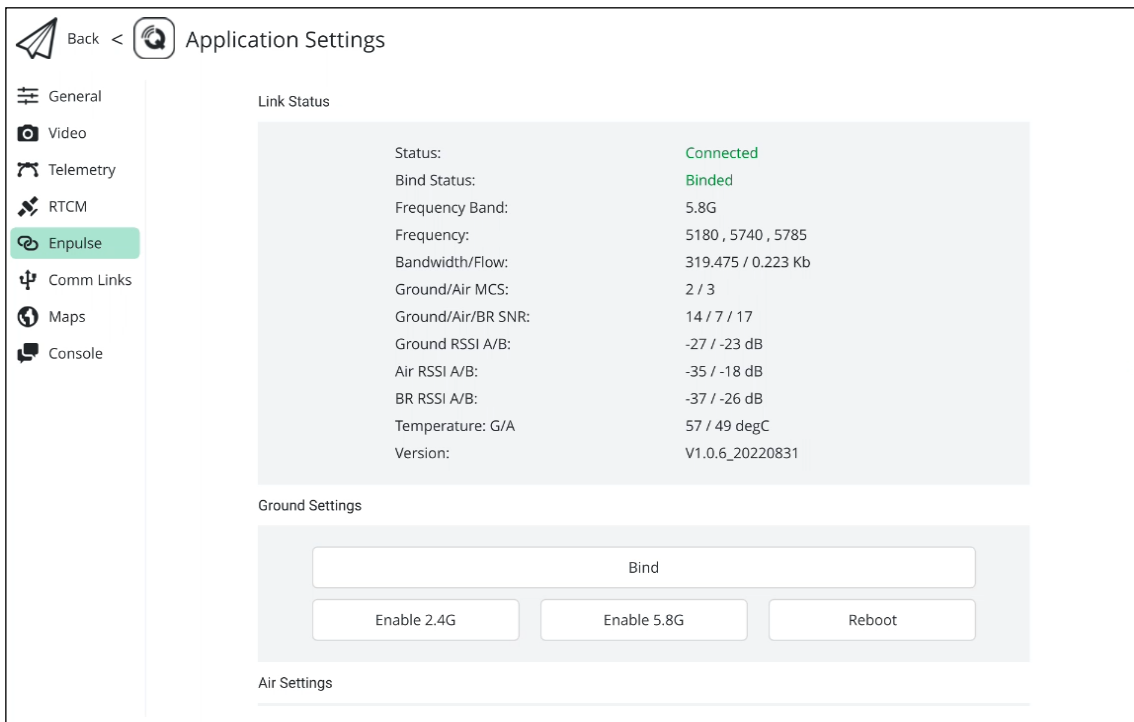 Back < Application Settings
General
Video
Telemetry
RTCM
Enpulse
Comm Links
Maps
Console
Link Status
Status: Connected
Bind Status: Binded
Frequency Band: 5.8G
Frequency: 5180 , 5740 , 5785
Bandwidth/Flow: 319.475 / 0.223 Kb
Ground/Air MCS: 2 / 3
Ground/Air/BR SNR: 14 / 7 / 17
Ground RSSI A/B: -27 / -23 dB
Air RSSI A/B: -35 / -18 dB
BR RSSI A/B: -37 / -26 dB
Temperature: G/A 57 / 49 degC
Version: V1.0.6_20220831
Ground Settings
Bind
Enable 2.4G Enable 5.8G Reboot
Air Settings